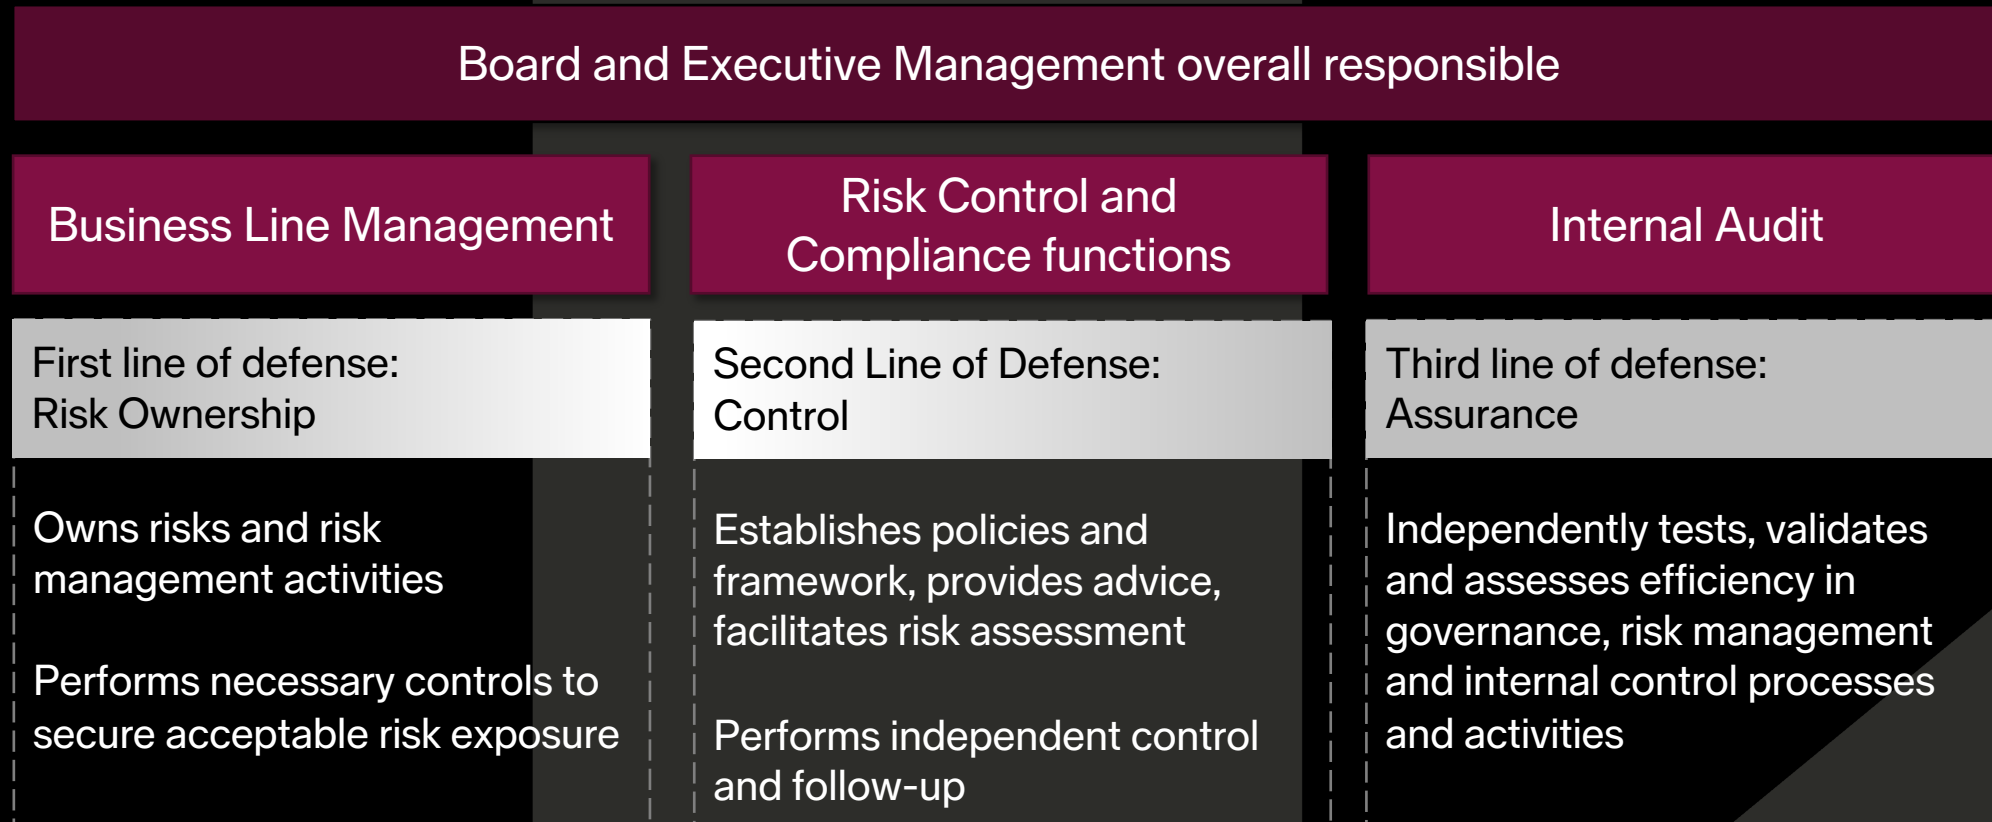 Board and Executive Management overall responsible
Business Line Management
Risk Control and
Compliance functions
Internal Audit
First line of defense:
Risk Ownership
Second Line of Defense:
Control
Third line of defense:
Assurance
Owns risks and risk
management activities
Performs necessary controls to
secure acceptable risk exposure
Establishes policies and
framework, provides advice,
facilitates risk assessment
Performs independent control
and follow-up
Independently tests, validates
and assesses efficiency in
governance, risk management
and internal control processes
and activities